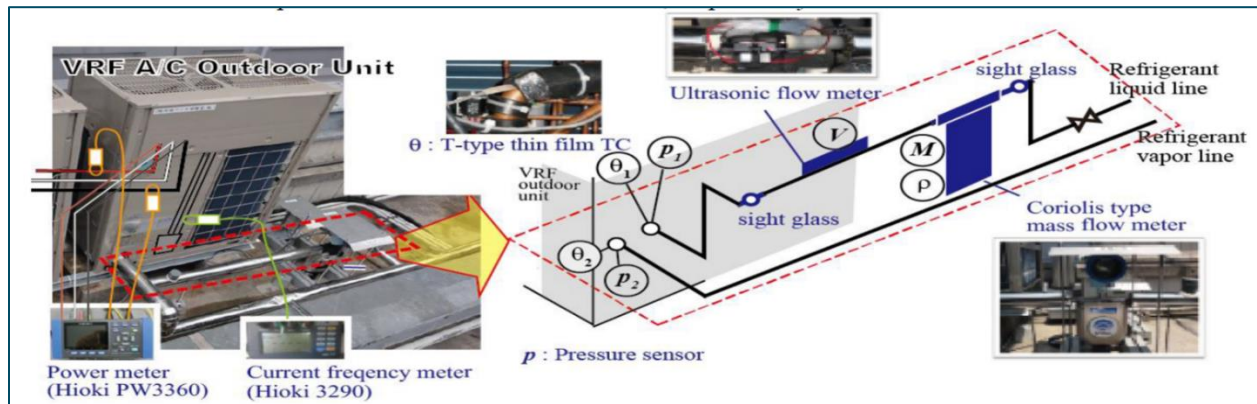 VRF A/C Outdoor Unit
θ : T-type thin film TC
Ultrasonic flow meter
sight glass
Refrigerant
liquid line
Refrigerant
vapor line
V
M
ρ
θ1
p1
VRF
outdoor
unit
sight glass
Coriolis type
mass flow meter
θ2
p2
p : Pressure sensor
Power meter
(Hioki PW3360)
Current freqency meter
(Hioki 3290)